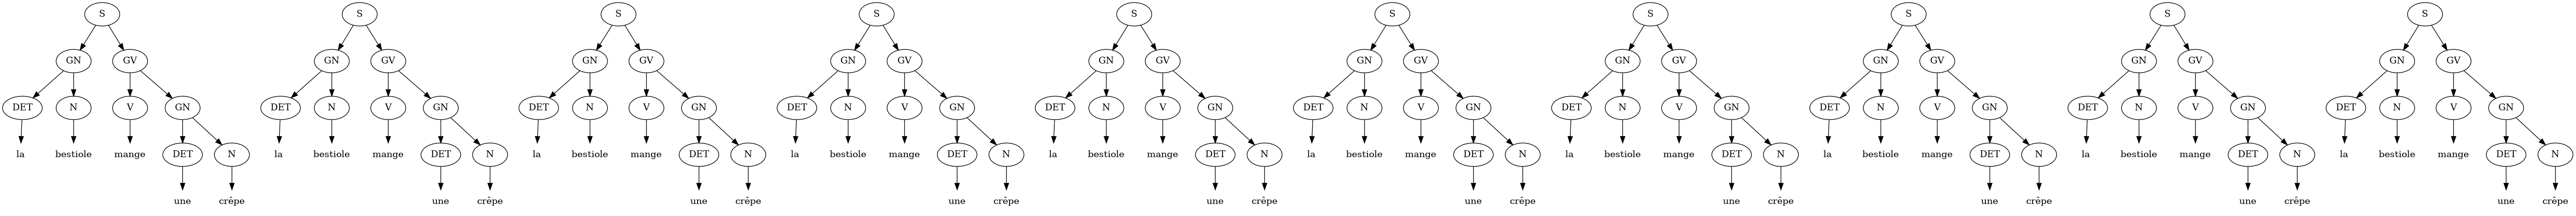 S S S S S S S S S S
GN GV GN GV GN GV GN GV GN GV GN GV GN GV GN GV GN GV GN GV
DET N V GN DET N V GN DET N V GN DET N V GN DET N V GN DET N V GN DET N V GN DET N V GN DET N V GN DET N V GN
la bestiole mange DET N la bestiole mange DET N la bestiole mange DET N la bestiole mange DET N la bestiole mange DET N la bestiole mange DET N la bestiole mange DET N la bestiole mange DET N la bestiole mange DET N la bestiole mange DET N
une crêpe une crêpe une crêpe une crêpe une crêpe une crêpe une crêpe une crêpe une crêpe une crêpe